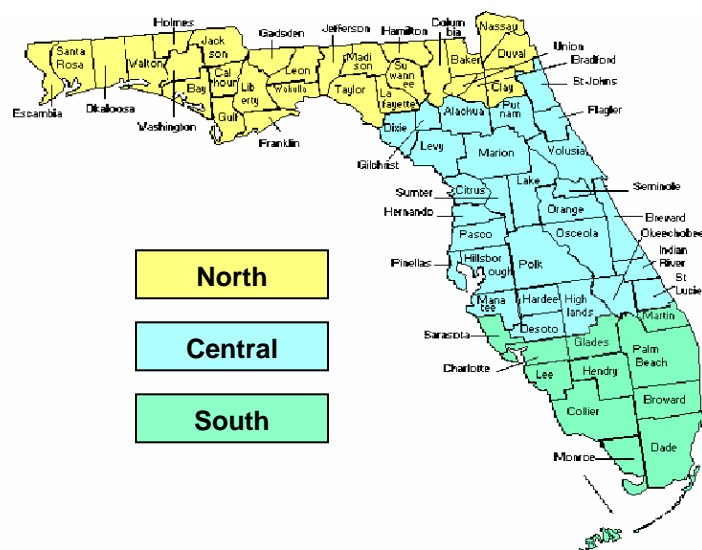 Holmes
Gadsden
Jefferson
Hamilton
Colum
bia
Nassau
Santa
Rosa
Walton
Jack
son
Leon
Madi
son
Su
wann
ee
Baker
Duval
Union
Bradford
St Johns
Cal
houn
Lib
erty
Wakulla
Taylor
La
fayette
Clay
Bay
Gulf
Escambia
Okaloosa
Washington
Franklin
Dixie
Alachua
Put
nam
Flagler
Gilchrist
Levy
Marion
Volusia
Lake
Seminole
Sumter
Citrus
Hernando
Orange
Brevard
Osceola
Okeechobee
Pasco
Indian
River
Pinellas
Hillsbor
ough
Polk
St
Lucie
North
Mana
tee
Hardee
High
lands
Martin
Sarasota
Desoto
Central
Glades
Palm
Beach
Charlotte
Lee
Hendry
South
Collier
Broward
Monroe
Dade